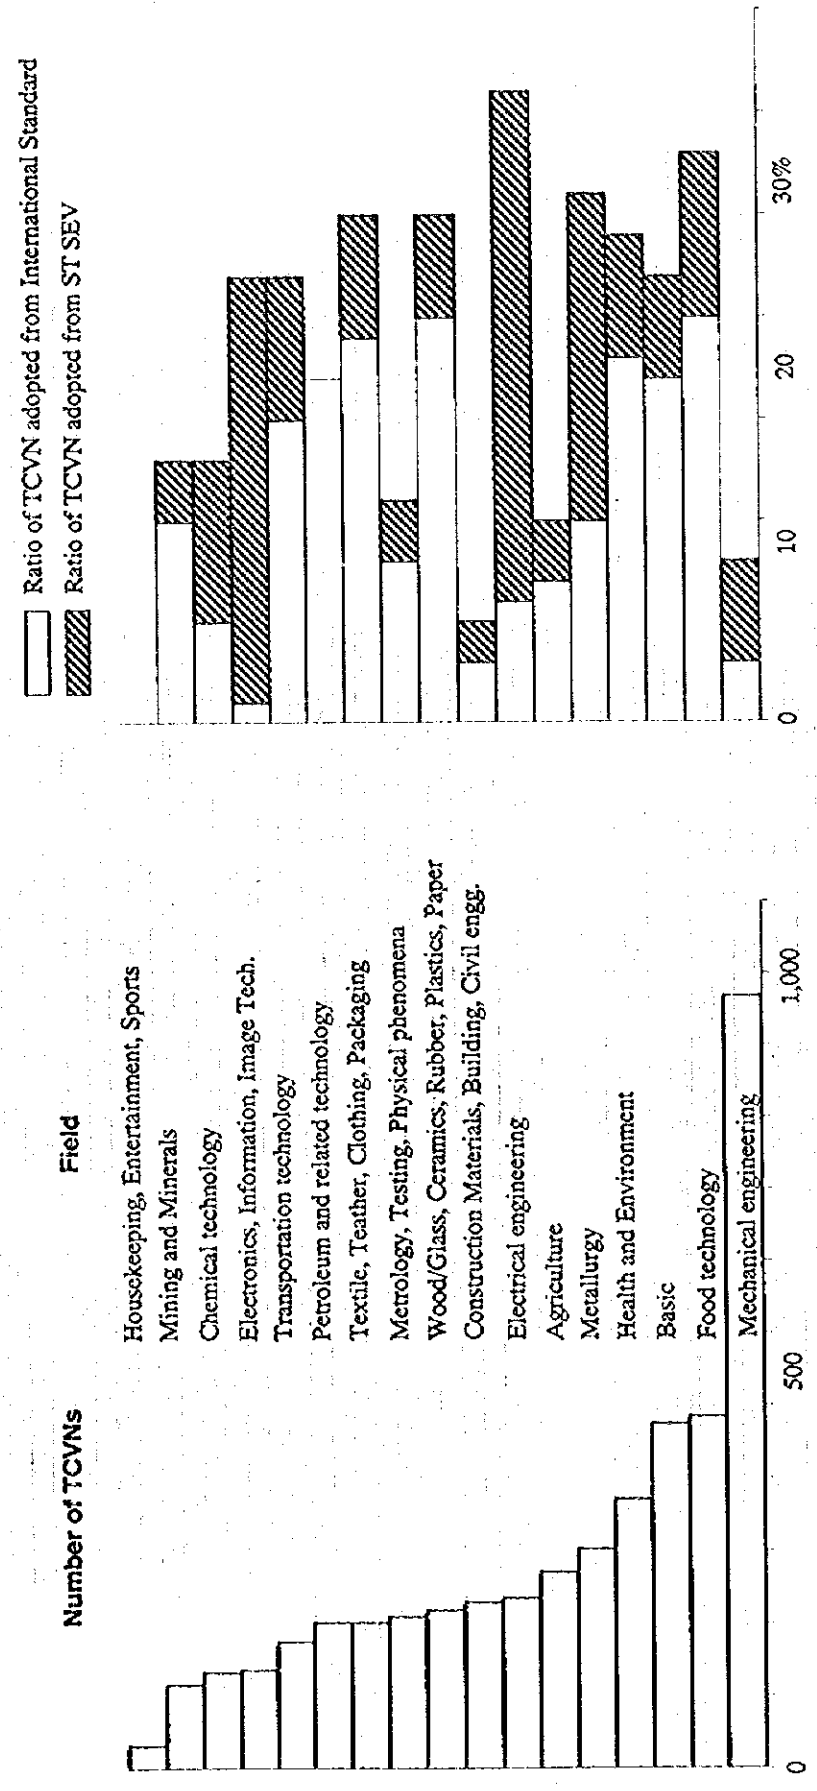 Ratio of TCVN adopted from International Standard
Ratio of TCVN adopted from ST SEV
Number of TCVNs
Field
Housekeeping, Entertainment, Sports
Mining and Minerals
Chemical technology
Electronics, Information, Image Tech.
Transportation technology
Petroleum and related technology
Textile, Teather, Clothing, Packaging
Metrology, Testing, Physical phenomena
Wood/Glass, Ceramics, Rubber, Plastics, Paper
Construction Materials, Building, Civil engg.
Electrical engineering
Agriculture
Metallurgy
Health and Environment
Basic
Food technology
Mechanical engineering
0 500 1,000
0 10 20 30%